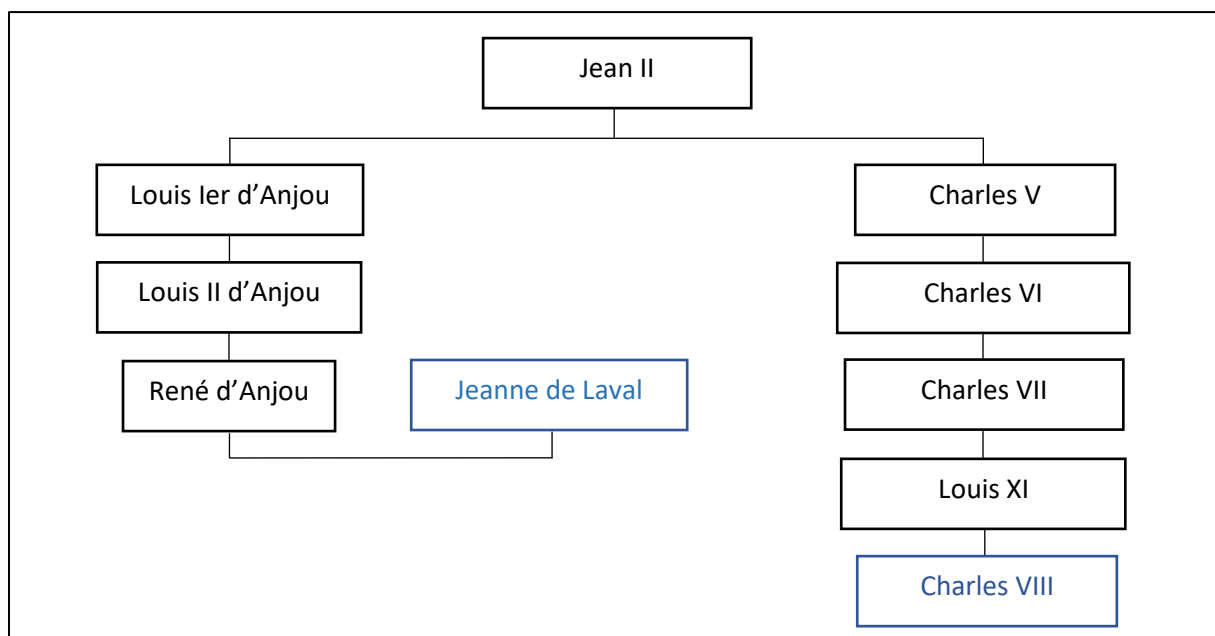 Jean II
Louis Ier d’Anjou
Charles V
Louis II d’Anjou
Charles VI
René d’Anjou
Jeanne de Laval
Charles VII
Louis XI
Charles VIII